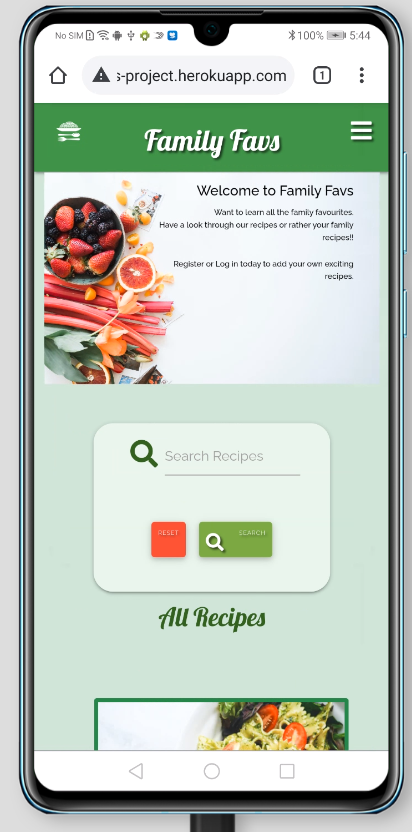 No SIM 100% 5:44
s-project.herokuapp.com 1
Family Favs
Welcome to Family Favs
Want to learn all the family favourites.
Have a look through our recipes or rather your family
recipes!!
Register or Log in today to add your own exciting
recipes.
Search Recipes
RESET SEARCH
All Recipes